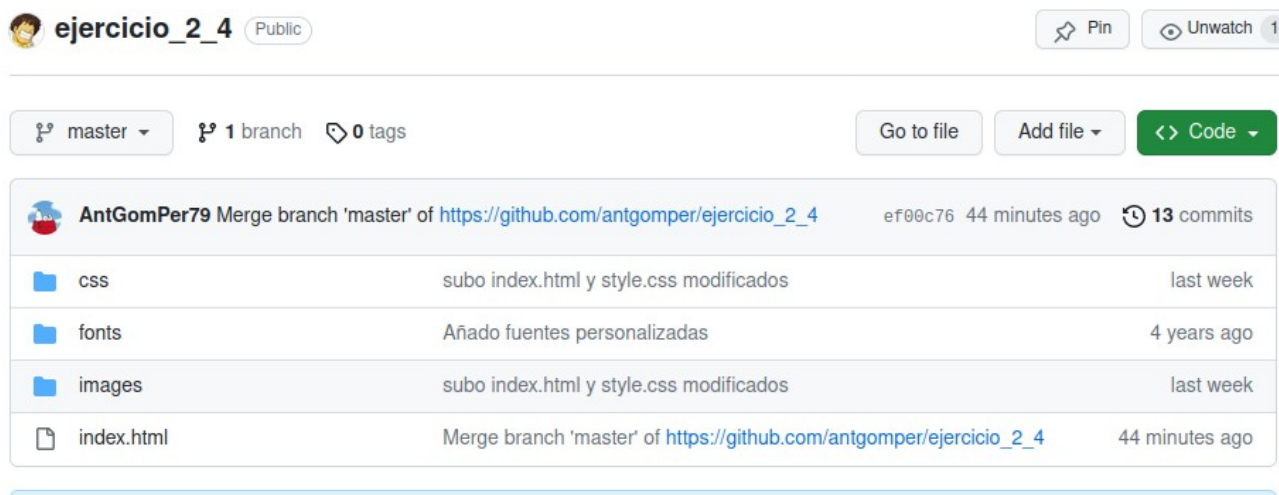 ejercicio_2_4 Public Pin Unwatch 1
master 1 branch 0 tags Go to file Add file <> Code
AntGomPer79 Merge branch 'master' of https://github.com/antgomper/ejercicio_2_4 ef00c76 44 minutes ago 13 commits
css subo index.html y style.css modificados last week
fonts Añado fuentes personalizadas 4 years ago
images subo index.html y style.css modificados last week
index.html Merge branch 'master' of https://github.com/antgomper/ejercicio_2_4 44 minutes ago